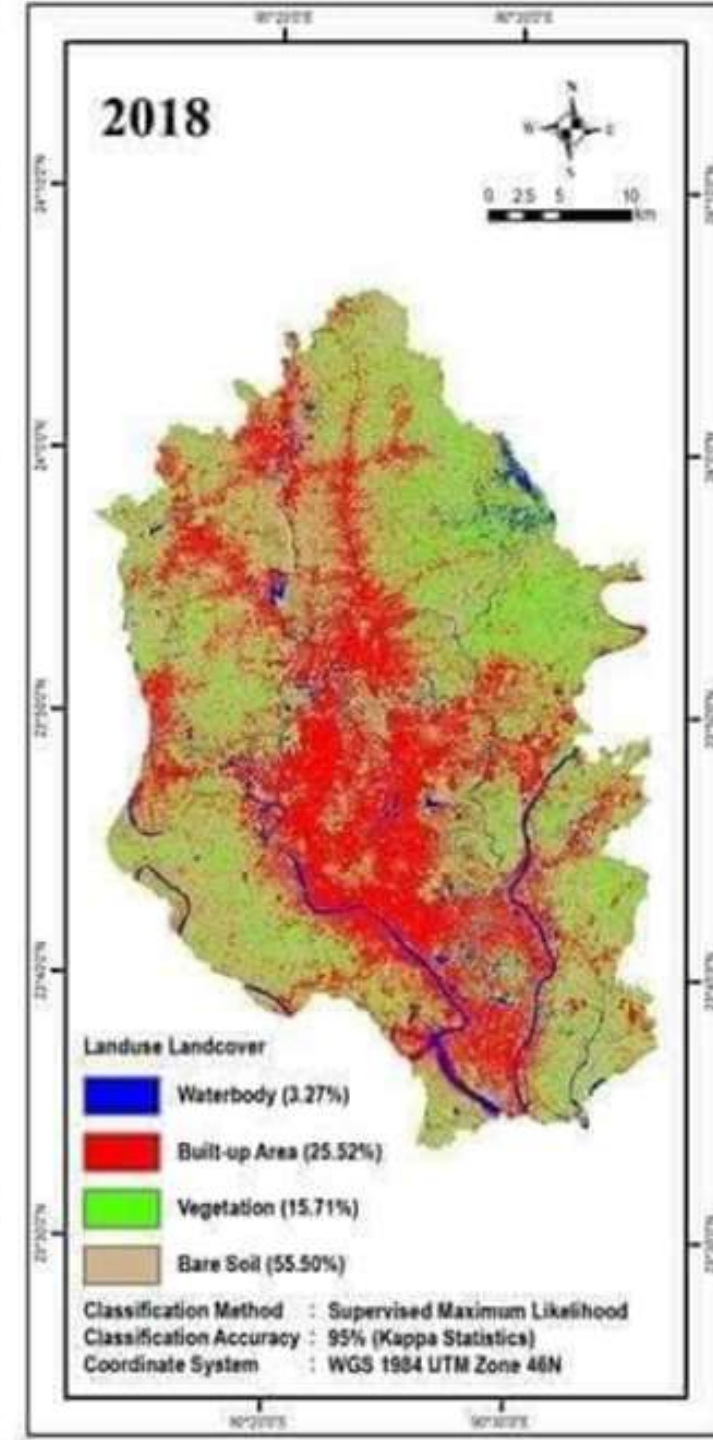 2018
N
W E
S
0 2.5 5 10
km
Landuse Landcover
Waterbody (3.27%)
Built-up Area (25.52%)
Vegetation (15.71%)
Bare Soil (55.50%)
Classification Method : Supervised Maximum Likelihood
Classification Accuracy : 95% (Kappa Statistics)
Coordinate System : WGS 1984 UTM Zone 46N